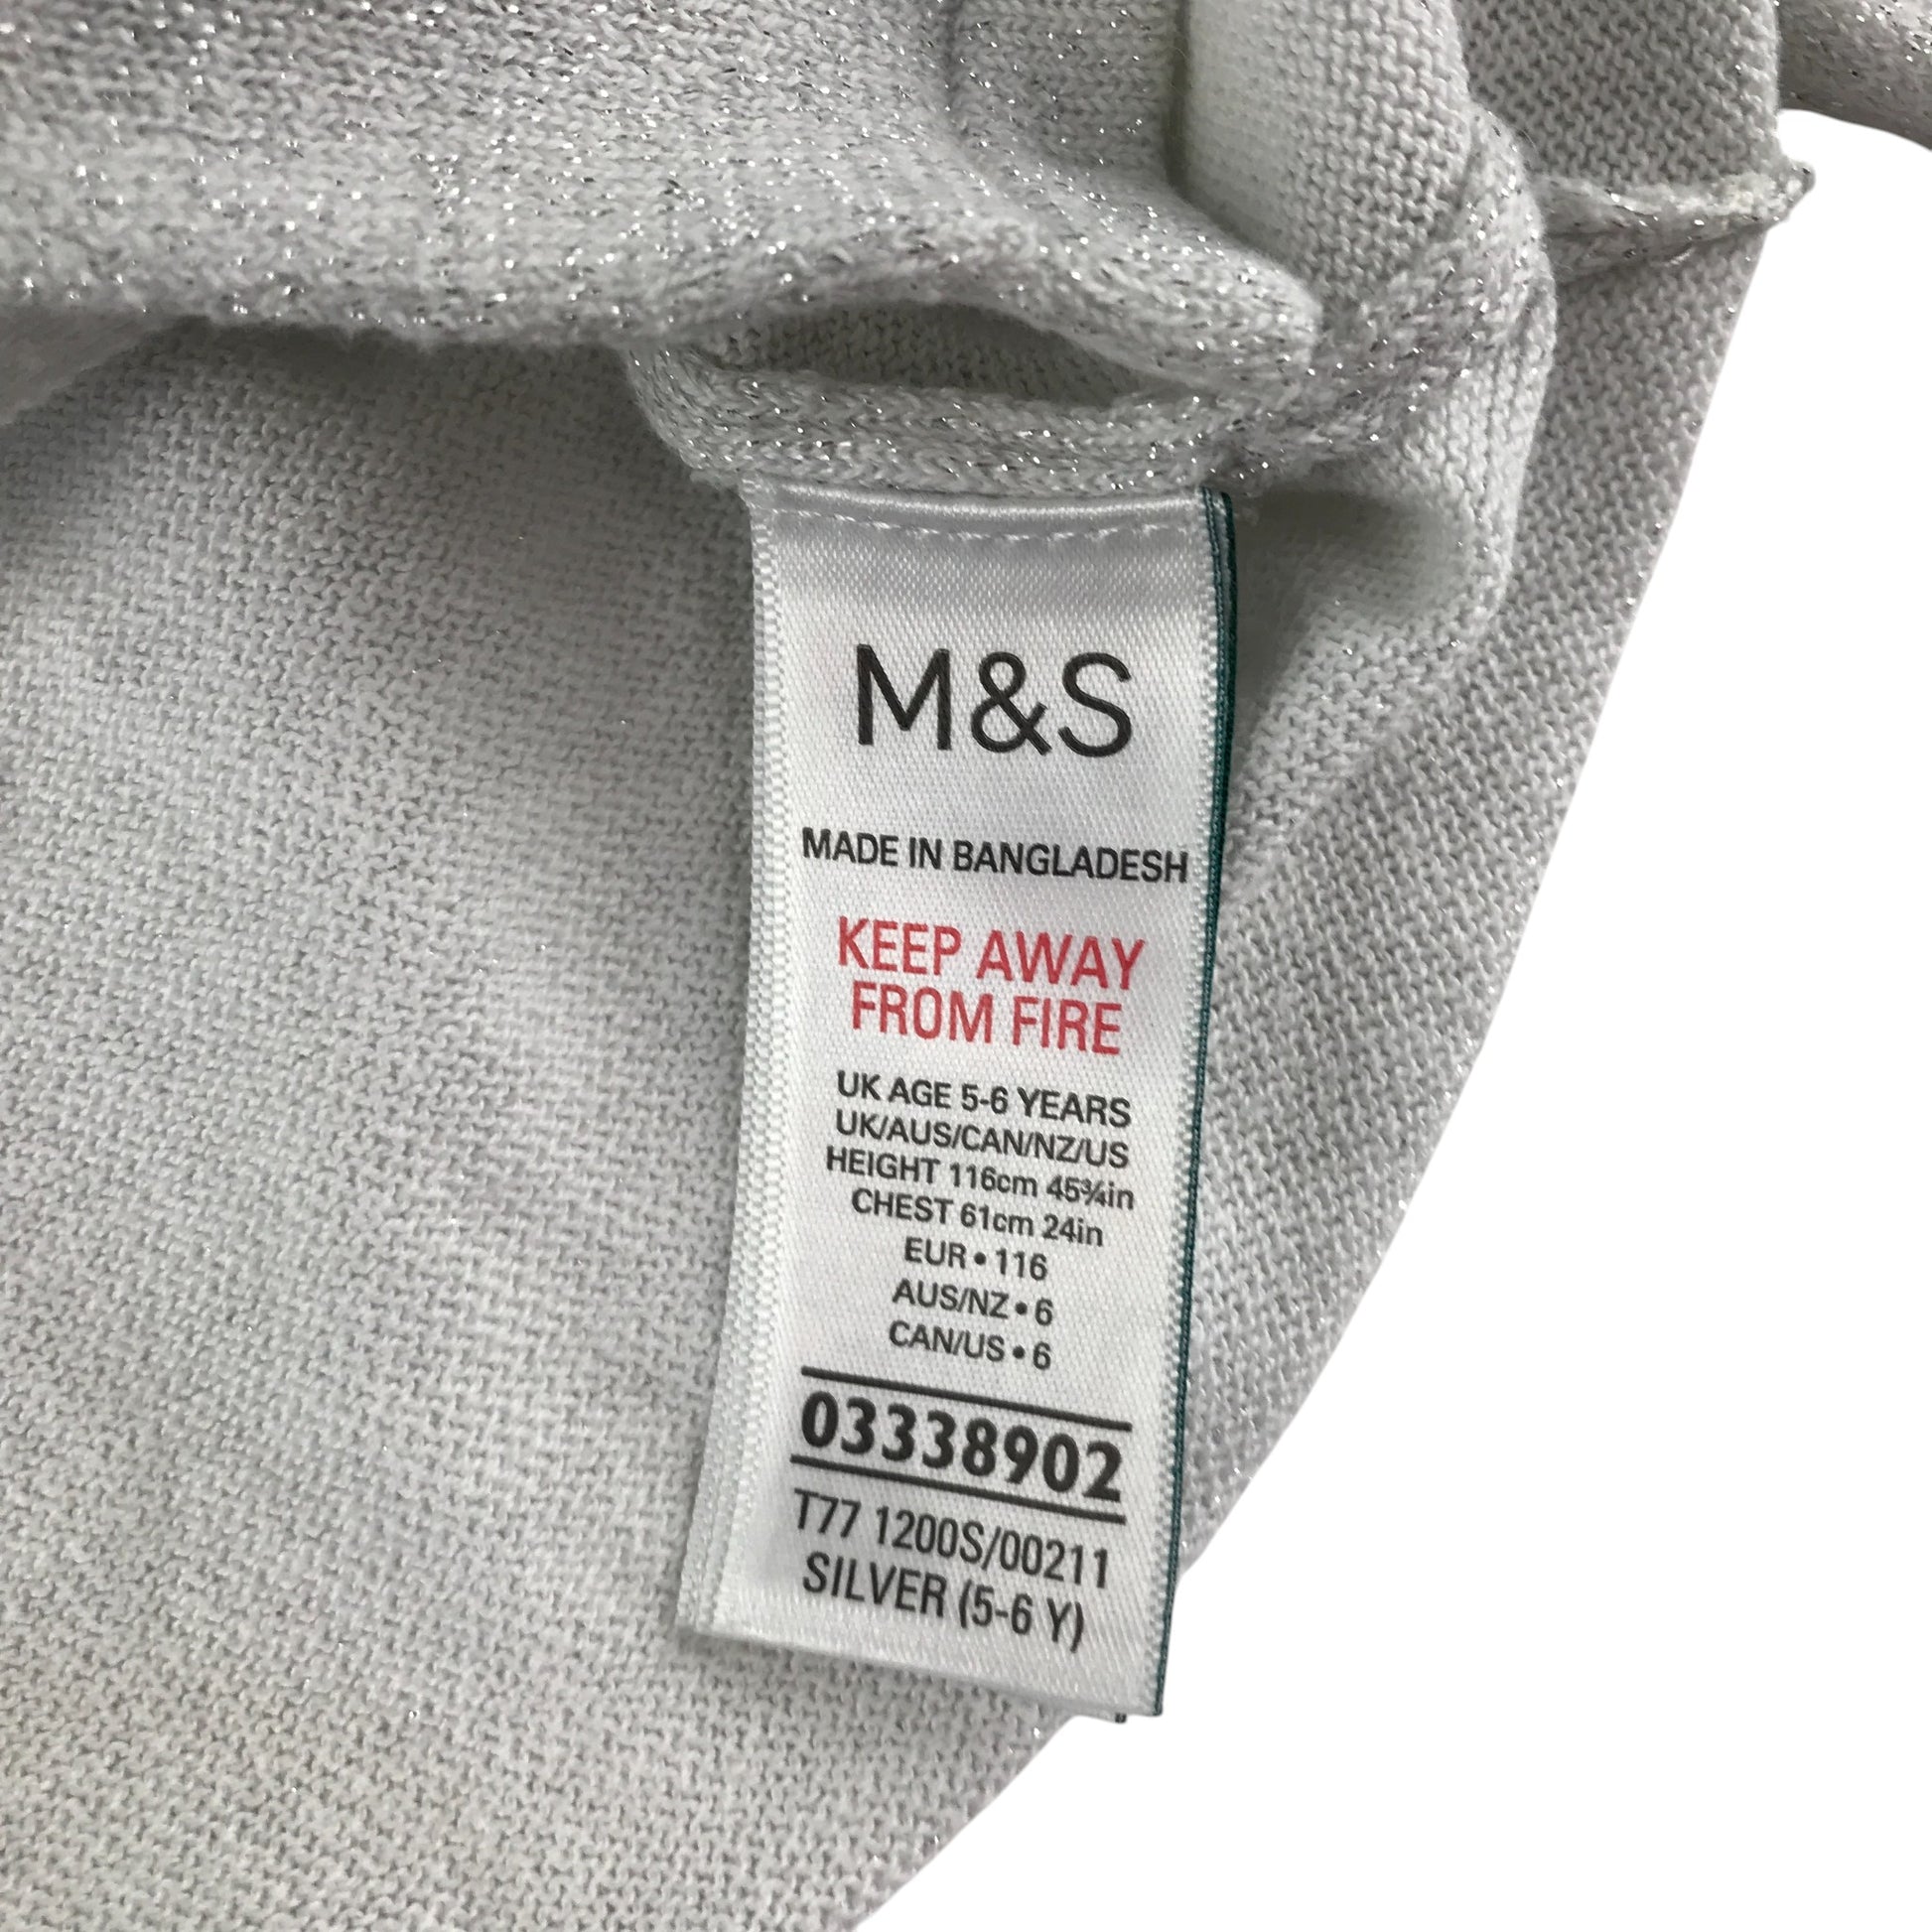 M&S
MADE IN BANGLADESH
KEEP AWAY
FROM FIRE
UK AGE 5-6 YEARS
UK/AUS/CAN/NZ/US
HEIGHT 116cm 45¾in
CHEST 61cm 24in
EUR • 116
AUS/NZ • 6
CAN/US • 6
03338902
T77 1200S/00211
SILVER (5-6 Y)